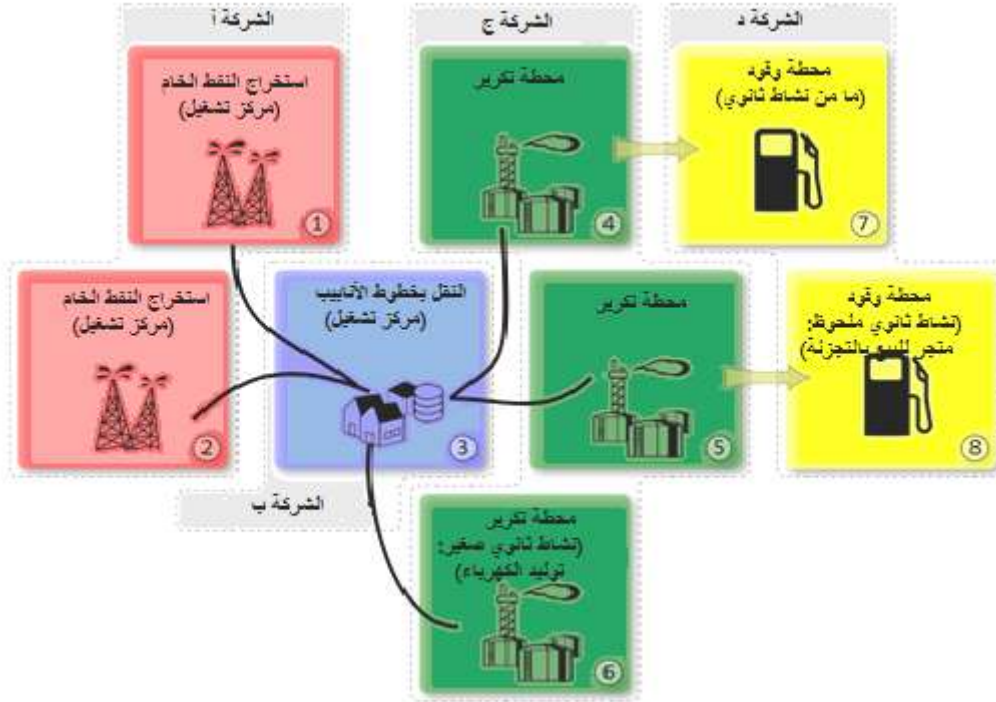 الشركة أ
الشركة ج
الشركة د
استخراج النفط الخام
(مركز تشغيل)
1
محطة تكرير
4
محطة وقود
(ما من نشاط ثانوي)
7
استخراج النفط الخام
(مركز تشغيل)
2
النقل بخطوط الأنابيب
(مركز تشغيل)
3
محطة تكرير
5
محطة وقود
(نشاط ثانوي ملحوظ:
متجر للبيع بالتجزئة)
8
الشركة ب
محطة تكرير
(نشاط ثانوي صغير:
توليد الكهرباء)
6